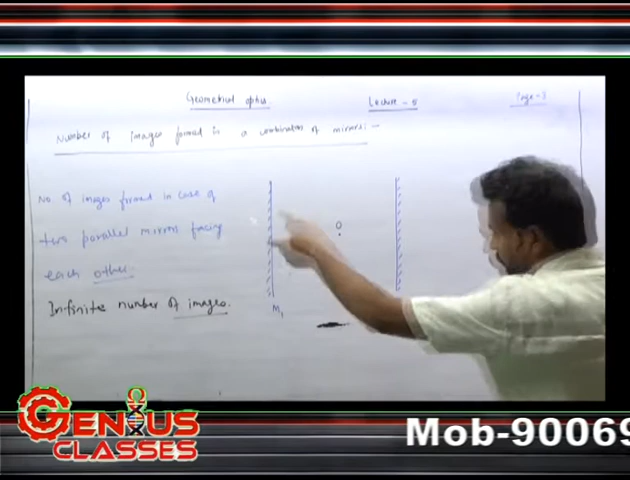 Geometrical optics
Lecture - 5
Page-3
Number of images formed in a combination of mirrors:-
No. of images formed in case of
two parallel mirrors facing
each other.
Infinite number of images.
O
M1
GENIUS
CLASSES
Mob-90069